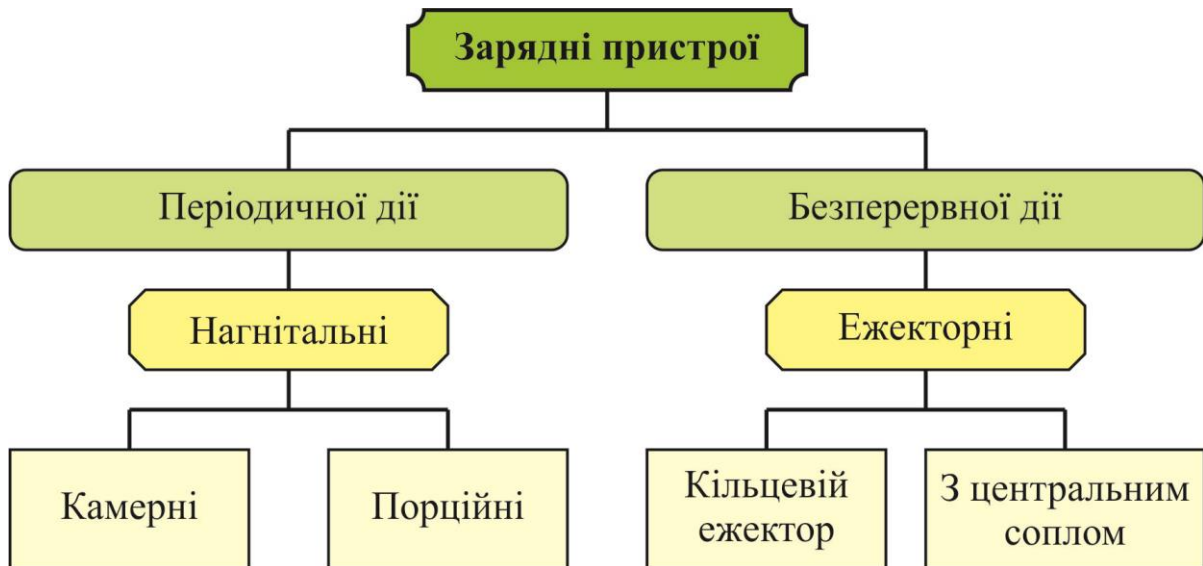 Зарядні пристрої
Періодичної дії
Безперервної дії
Нагнітальні
Ежекторні
Камерні
Порційні
Кільцевій
ежектор
З центральним
соплом